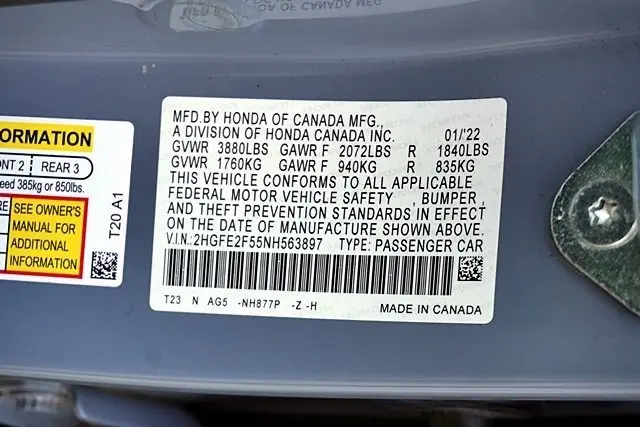 ORMATION
NT 2 REAR 3
eed 385kg or 850lbs.
RE
SEE OWNER'S
MANUAL FOR
ADDITIONAL
INFORMATION
T20 A1
MFD.BY HONDA OF CANADA MFG.,
A DIVISION OF HONDA CANADA INC. 01/'22
GVWR 3880LBS GAWR F 2072LBS R 1840LBS
GVWR 1760KG GAWR F 940KG R 835KG
THIS VEHICLE CONFORMS TO ALL APPLICABLE
FEDERAL MOTOR VEHICLE SAFETY , BUMPER ,
AND THEFT PREVENTION STANDARDS IN EFFECT
ON THE DATE OF MANUFACTURE SHOWN ABOVE.
V.I.N.:2HGFE2F55NH563897 TYPE: PASSENGER CAR
T23 N AG5 -NH877P -Z -H MADE IN CANADA